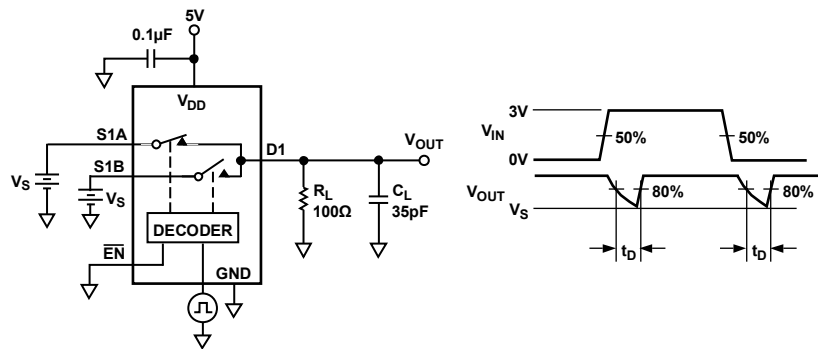 5V
0.1µF
VDD
S1A
S1B
D1
VOUT
VS
VS
RL
100Ω
CL
35pF
DECODER
EN
GND
3V
VIN
0V
50%
50%
VOUT
VS
80%
80%
tD
tD